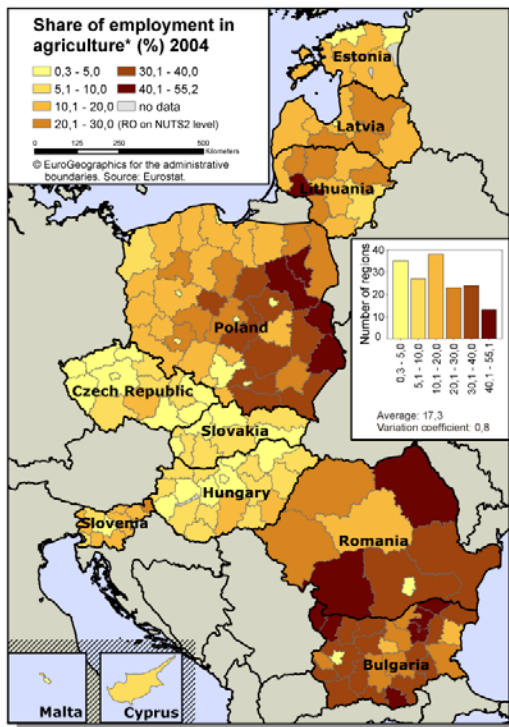 Share of employment in
agriculture* (%) 2004
0,3 - 5,0
30,1 - 40,0
5,1 - 10,0
40,1 - 55,2
10,1 - 20,0
no data
20,1 - 30,0 (RO on NUTS2 level)
0 125 250 500
Kilometers
© EuroGeographics for the administrative
boundaries. Source: Eurostat.
Estonia
Latvia
Lithuania
Poland
Czech Republic
Slovakia
Hungary
Slovenia
Romania
Bulgaria
Malta
Cyprus
Number of regions
40
30
20
10
0
0,3 - 5,0
5,1 - 10,0
10,1 - 20,0
20,1 - 30,0
30,1 - 40,0
40,1 - 55,1
Average: 17,3
Variation coefficient: 0,8